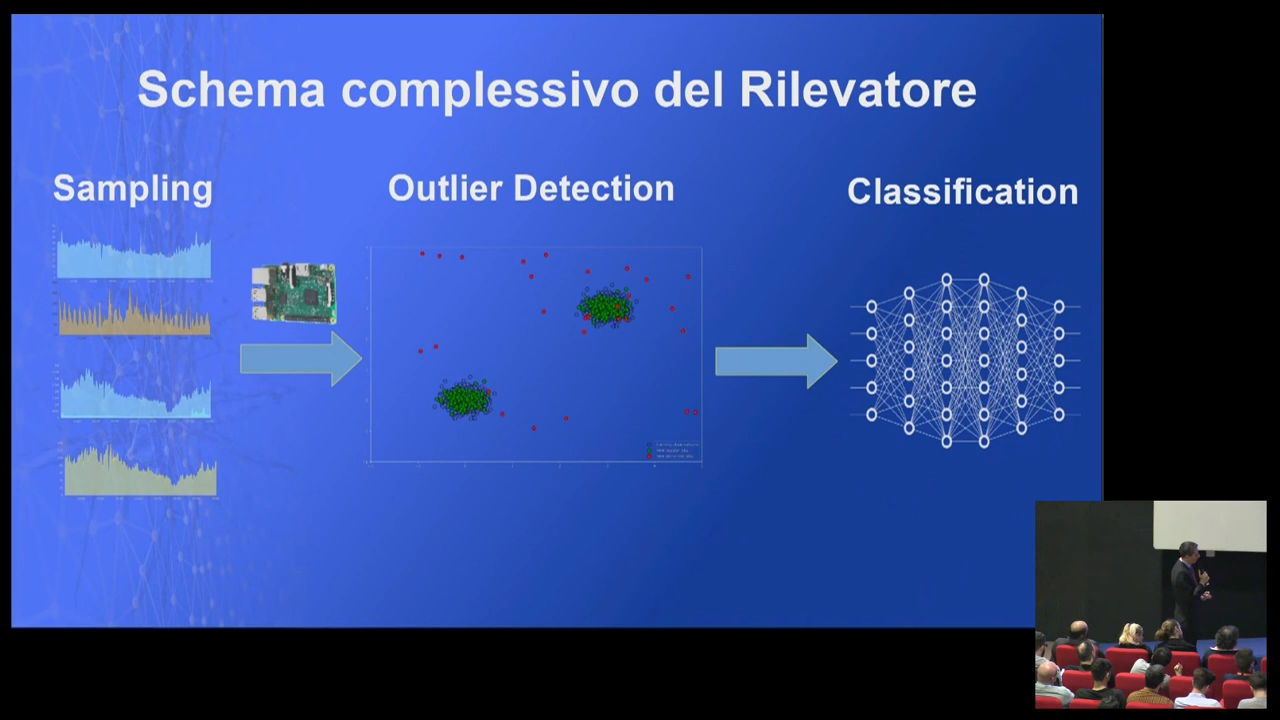 Schema complessivo del Rilevatore
Sampling
Outlier Detection
Classification